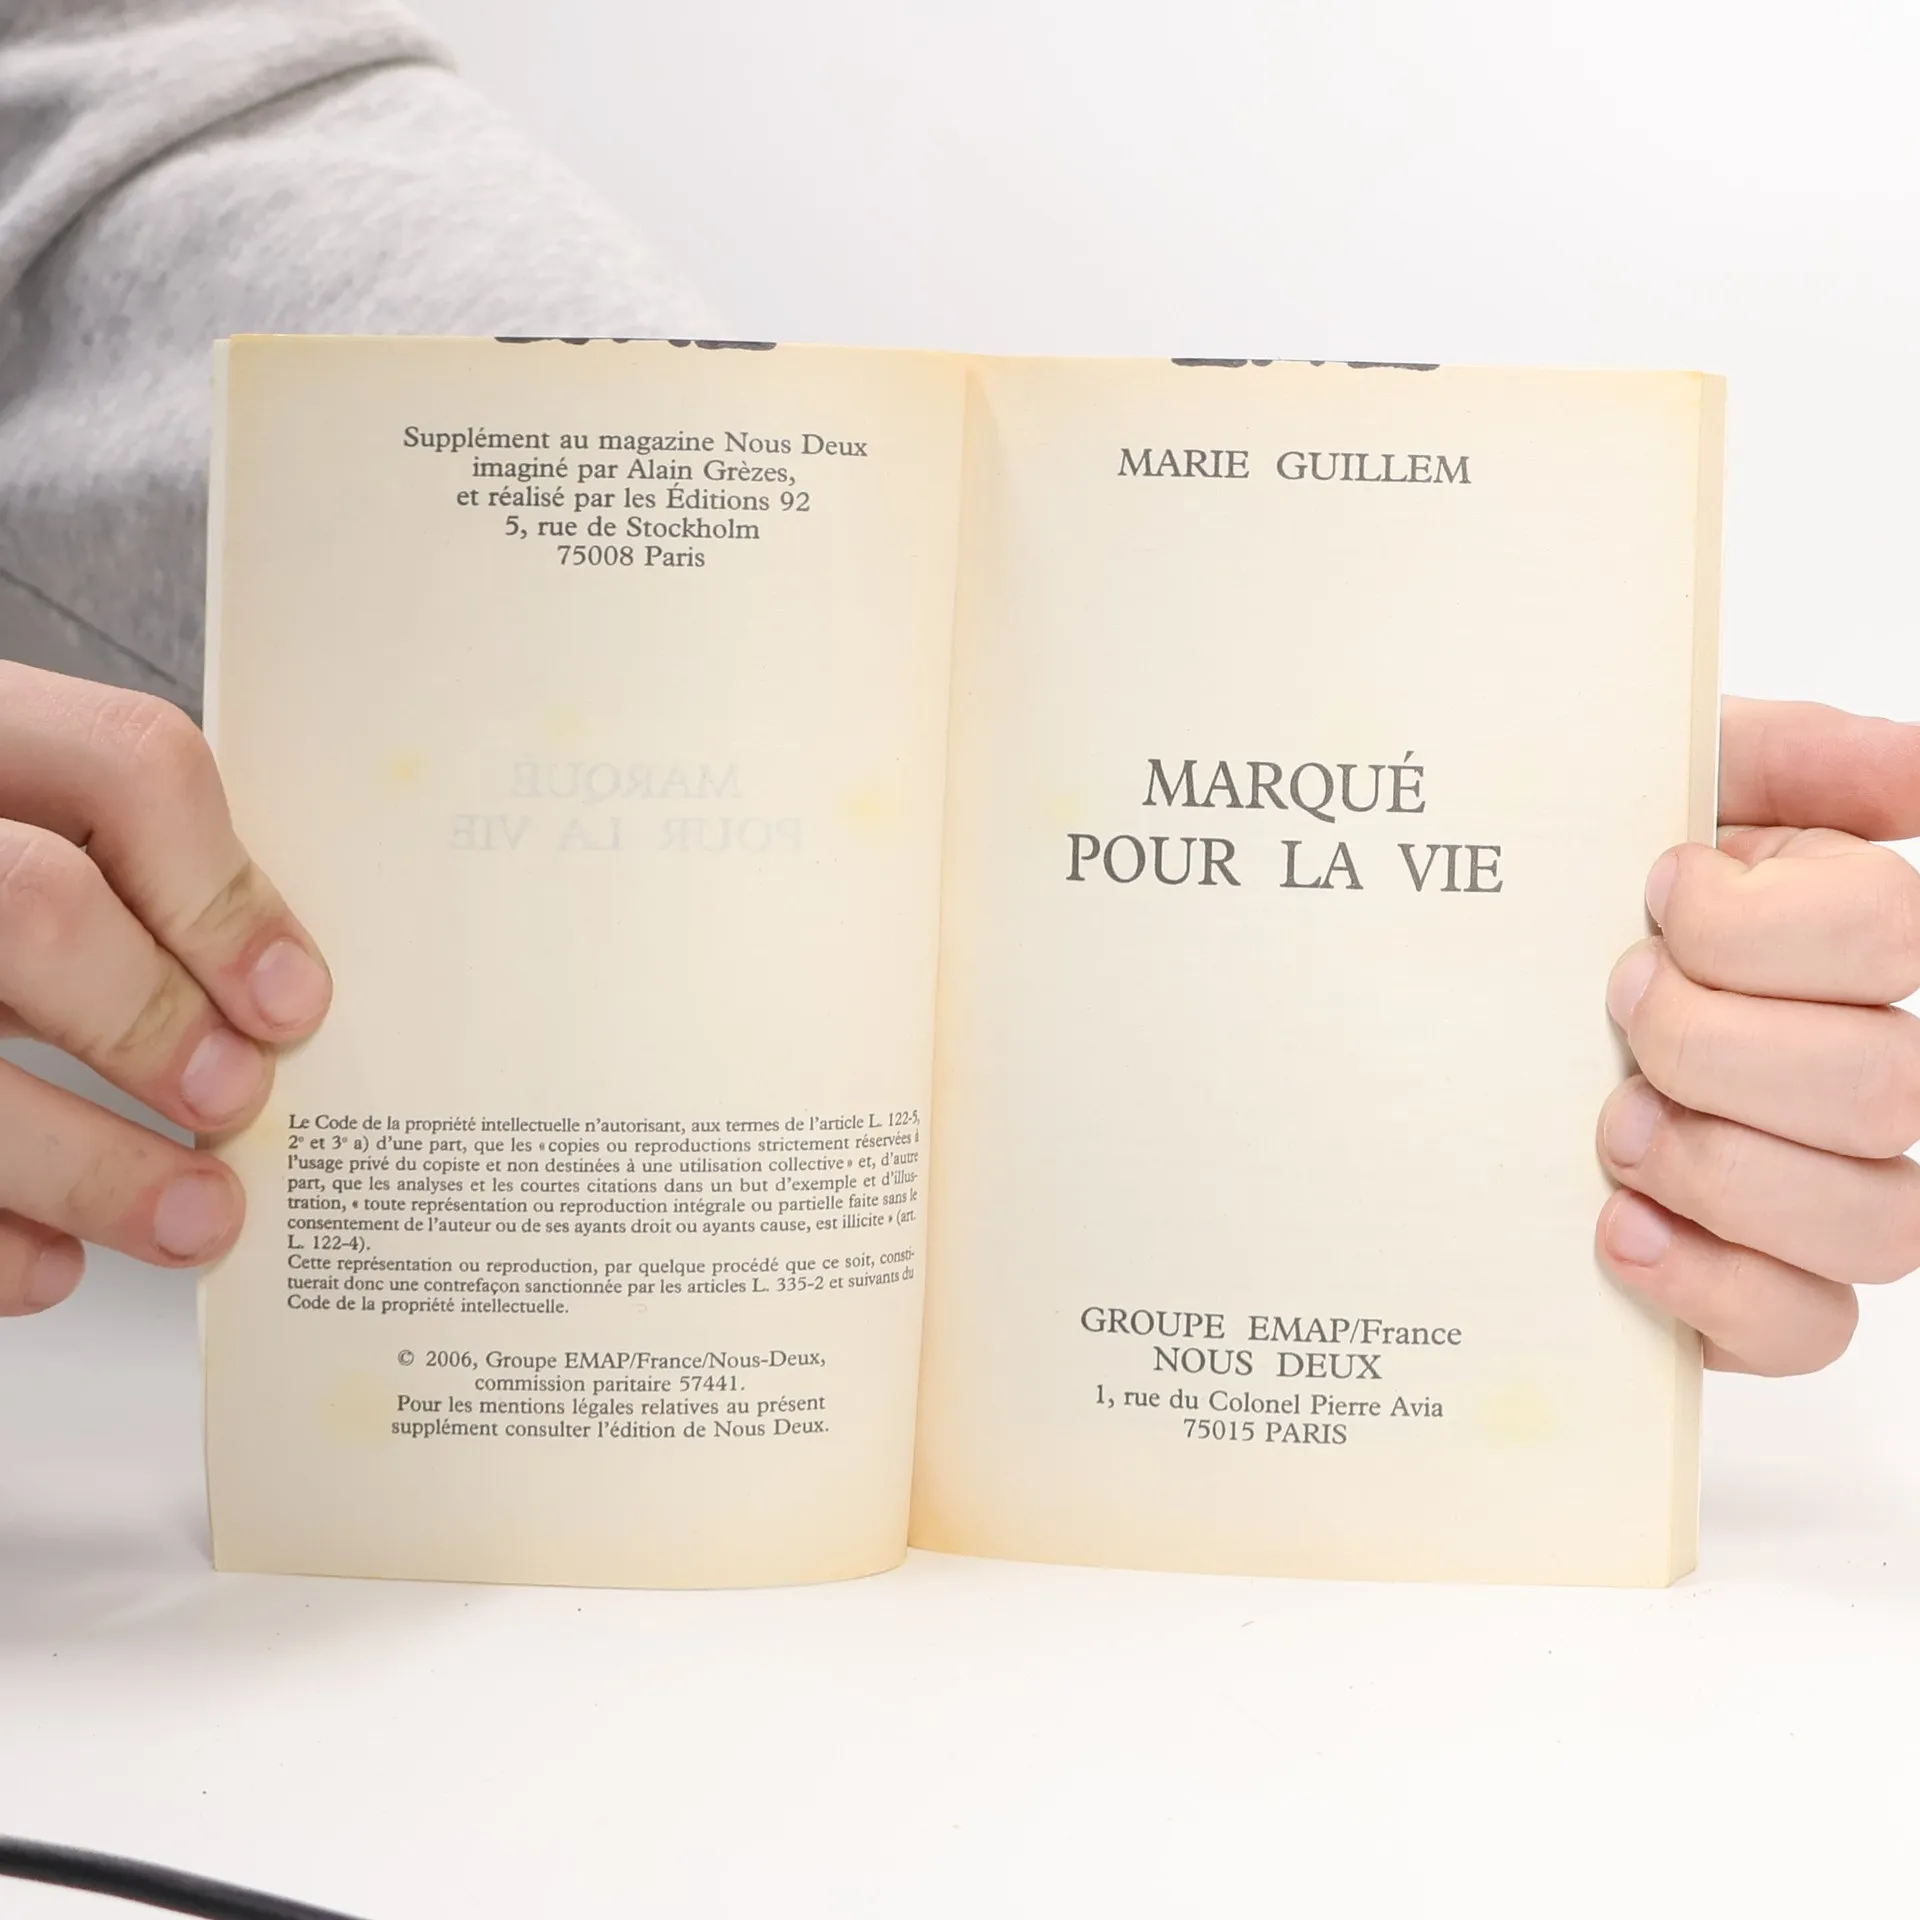 Supplément au magazine Nous Deux
imaginé par Alain Grèzes,
et réalisé par les Éditions 92
5, rue de Stockholm
75008 Paris
MARQUÉ
POUR LA VIE
Le Code de la propriété intellectuelle n'autorisant, aux termes de l'article L. 122-5,
2° et 3° a) d'une part, que les « copies ou reproductions strictement réservées à
l'usage privé du copiste et non destinées à une utilisation collective » et, d'autre
part, que les analyses et les courtes citations dans un but d'exemple et d'illus-
tration, « toute représentation ou reproduction intégrale ou partielle faite sans le
consentement de l'auteur ou de ses ayants droit ou ayants cause, est illicite » (art.
L. 122-4).
Cette représentation ou reproduction, par quelque procédé que ce soit, consti-
tuerait donc une contrefaçon sanctionnée par les articles L. 335-2 et suivants du
Code de la propriété intellectuelle.
© 2006, Groupe EMAP/France/Nous-Deux,
commission paritaire 57441.
Pour les mentions légales relatives au présent
supplément consulter l'édition de Nous Deux.
MARIE GUILLEM
MARQUÉ
POUR LA VIE
GROUPE EMAP/France
NOUS DEUX
1, rue du Colonel Pierre Avia
75015 PARIS